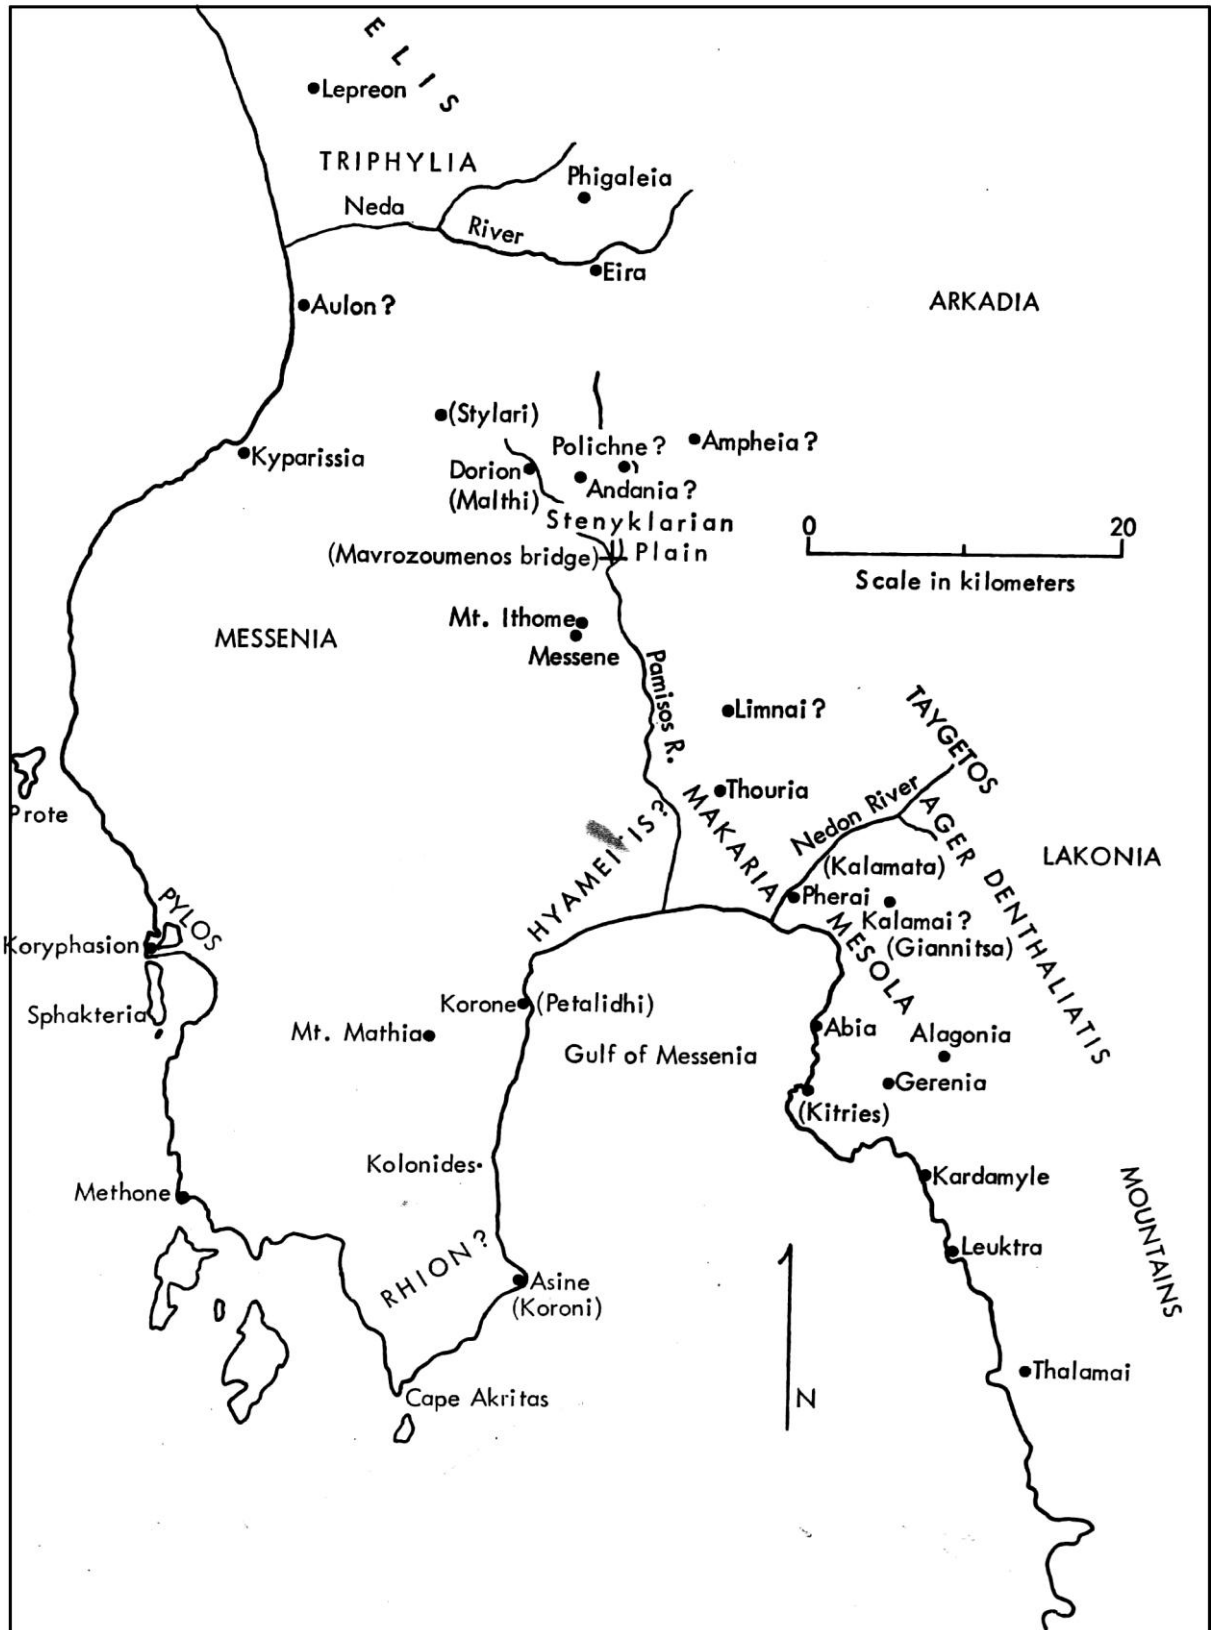 ELIS
Lepreon
TRIPHYLIA
Phigaleia
Neda
River
Eira
Aulon?
ARKADIA
(Stylari)
Polichne?
Ampheia?
Kyparissia
Dorion
(Malthi)
Andania?
Stenyklarian
Plain
(Mavrozoumenos bridge)
0 20
Scale in kilometers
Mt. Ithome
Messene
MESSENIA
Pamisos R.
Limnai?
TAYGETOS
Thouria
Prote
MAKARIA
Nedon River
HYAMEITIS?
AGER DENTHALIATIS
LAKONIA
(Kalamata)
Pherai
Kalamai?
(Giannitsa)
PYLOS
Koryphasion
MESOLA
Sphakteria
Korone (Petalidhi)
Mt. Mathia
Gulf of Messenia
Abia
Alagonia
Gerenia
(Kitries)
Kolonides
Kardamyle
Methone
MOUNTAINS
RHION?
Leuktra
Asine
(Koroni)
Thalamai
Cape Akritas
N